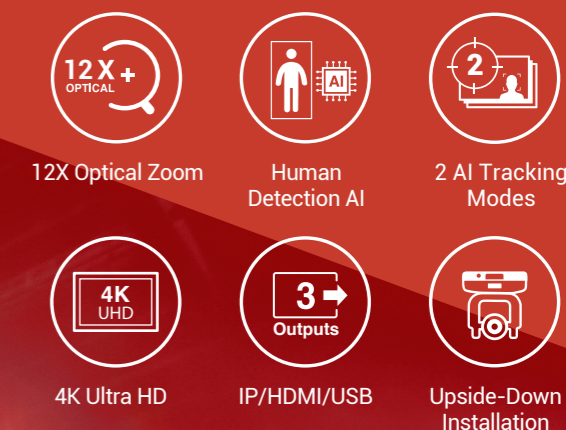 12 X +
OPTICAL
AI
2
12X Optical Zoom
Human
Detection AI
2 AI Tracking
Modes
4K
UHD
3
Outputs
4K Ultra HD
IP/HDMI/USB
Upside-Down
Installation